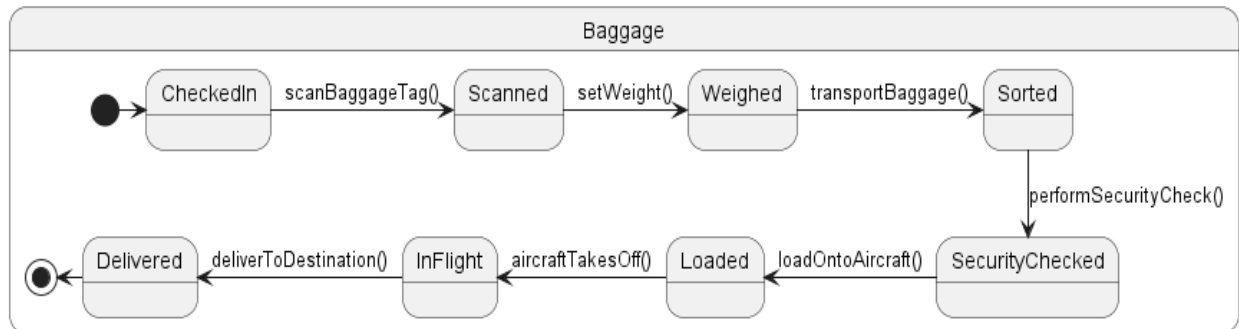 Baggage
CheckedIn
scanBaggageTag()
Scanned
setWeight()
Weighed
transportBaggage()
Sorted
performSecurityCheck()
Delivered
deliverToDestination()
InFlight
aircraftTakesOff()
Loaded
loadOntoAircraft()
SecurityChecked